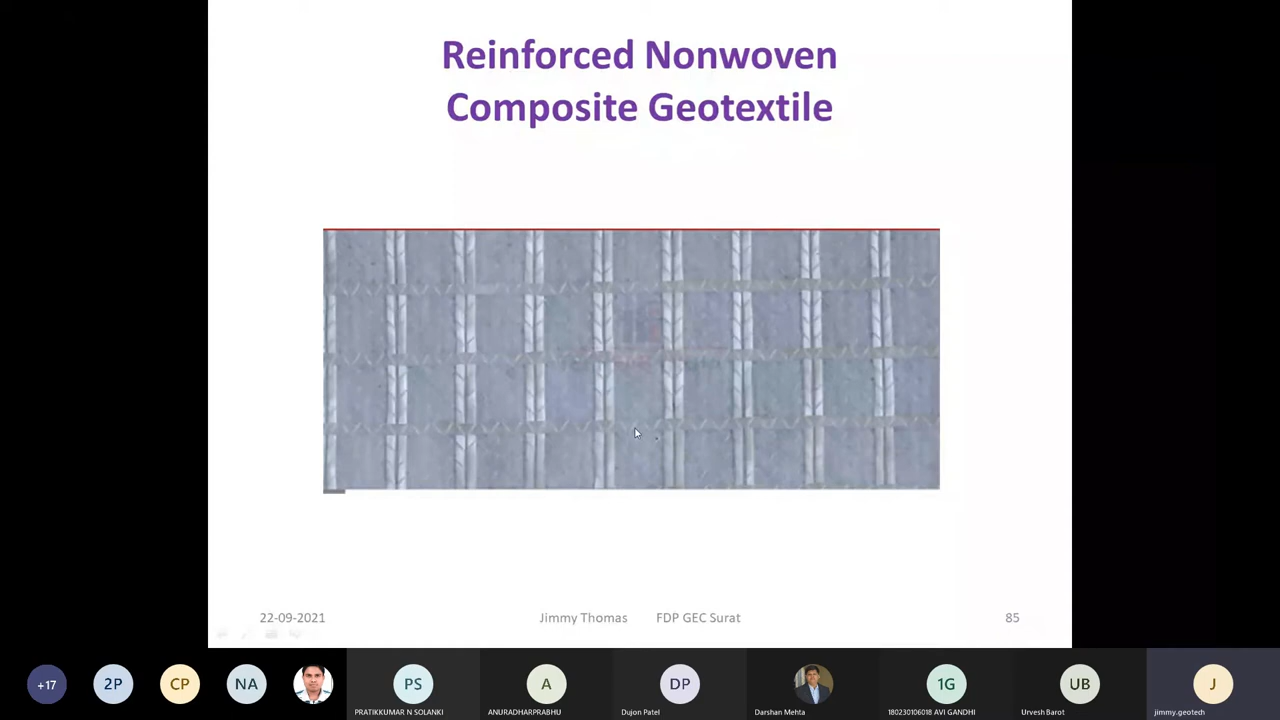 Reinforced Nonwoven
Composite Geotextile
22-09-2021
Jimmy Thomas FDP GEC Surat
85
+17
2P
CP
NA
PS
A
DP
1G
UB
J
PRATIKKUMAR N SOLANKI
ANURADHARPRABHU
Dujon Patel
Darshan Mehta
180230106018 AVI GANDHI
Urvesh Barot
jimmy.geotech